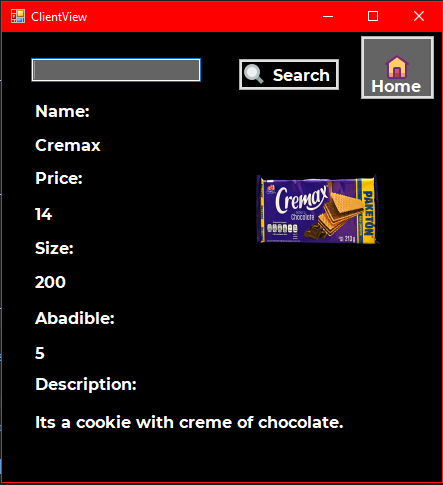 ClientView
Search
Home
Name:
Cremax
Price:
14
Size:
200
Abadible:
5
Description:
Its a cookie with creme of chocolate.
Cremax
Chocolate
PAKETON
210 g